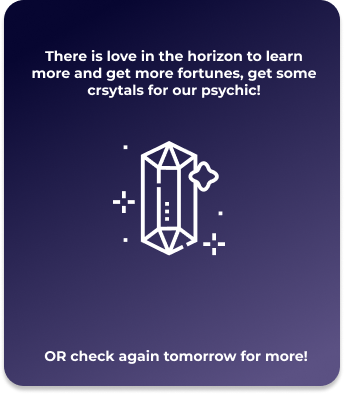 There is love in the horizon to learn
more and get more fortunes, get some
crsytals for our psychic!
OR check again tomorrow for more!